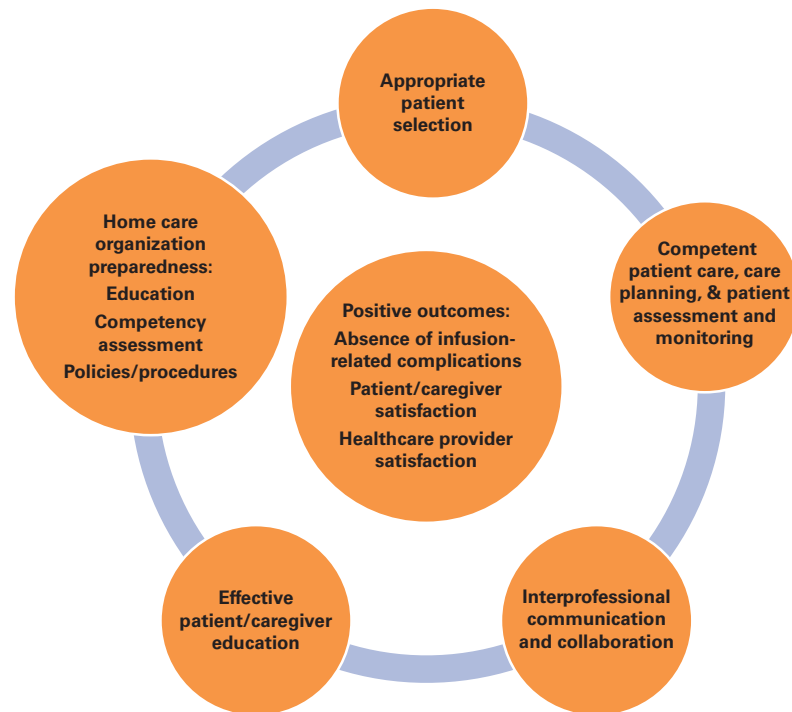 Appropriate
patient
selection
Home care
organization
preparedness:
Education
Competency
assessment
Policies/procedures
Competent
patient care, care
planning, & patient
assessment and
monitoring
Positive outcomes:
Absence of infusion-
related complications
Patient/caregiver
satisfaction
Healthcare provider
satisfaction
Effective
patient/caregiver
education
Interprofessional
communication
and collaboration